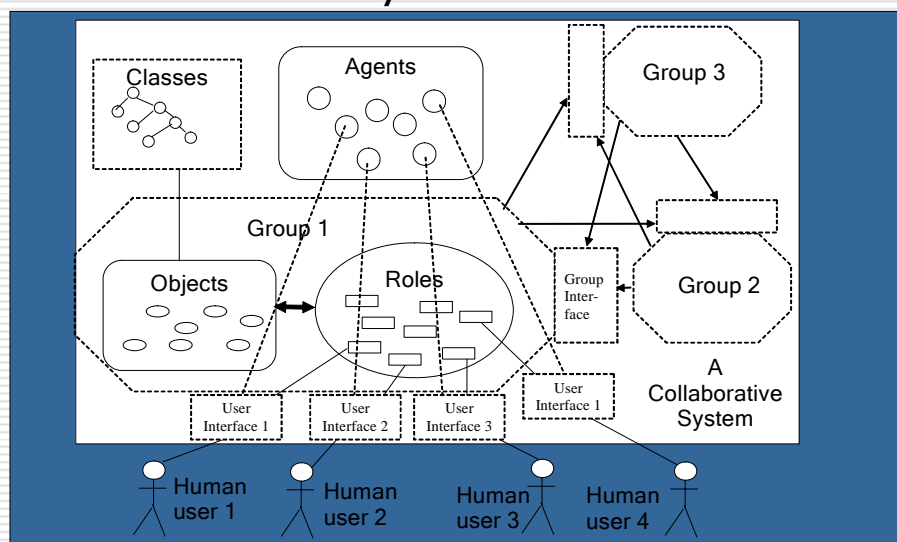 Classes
Agents
Group 3
Group 1
Objects
Roles
Group
Inter-
face
Group 2
A
Collaborative
System
User
Interface 1
User
Interface 2
User
Interface 3
User
Interface 1
Human
user 1
Human
user 2
Human
user 3
Human
user 4